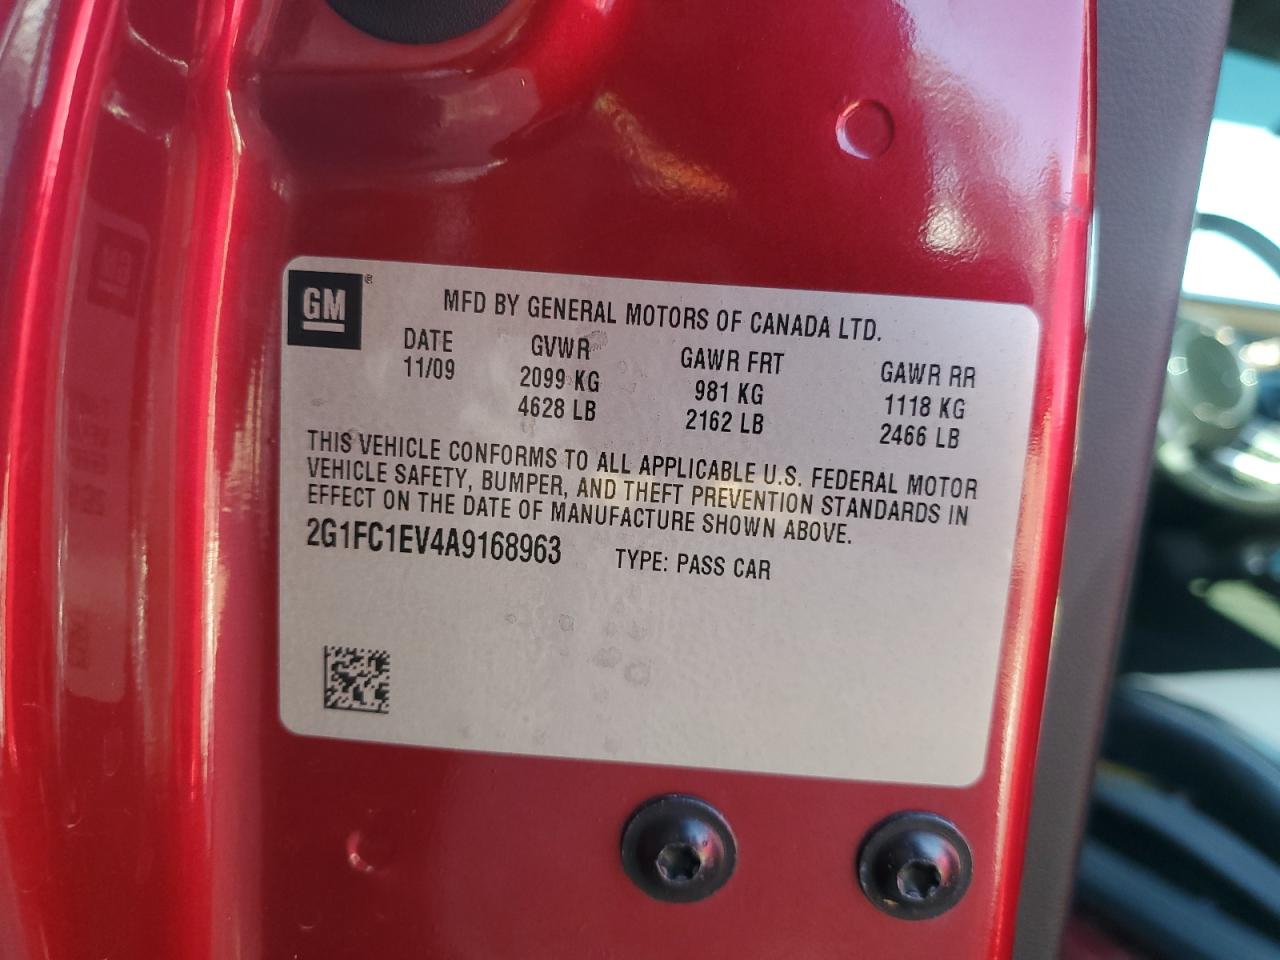 GM®
MFD BY GENERAL MOTORS OF CANADA LTD.
DATE GVWR GAWR FRT GAWR RR
11/09 2099 KG 981 KG 1118 KG
4628 LB 2162 LB 2466 LB
THIS VEHICLE CONFORMS TO ALL APPLICABLE U.S. FEDERAL MOTOR
VEHICLE SAFETY, BUMPER, AND THEFT PREVENTION STANDARDS IN
EFFECT ON THE DATE OF MANUFACTURE SHOWN ABOVE.
2G1FC1EV4A9168963 TYPE: PASS CAR